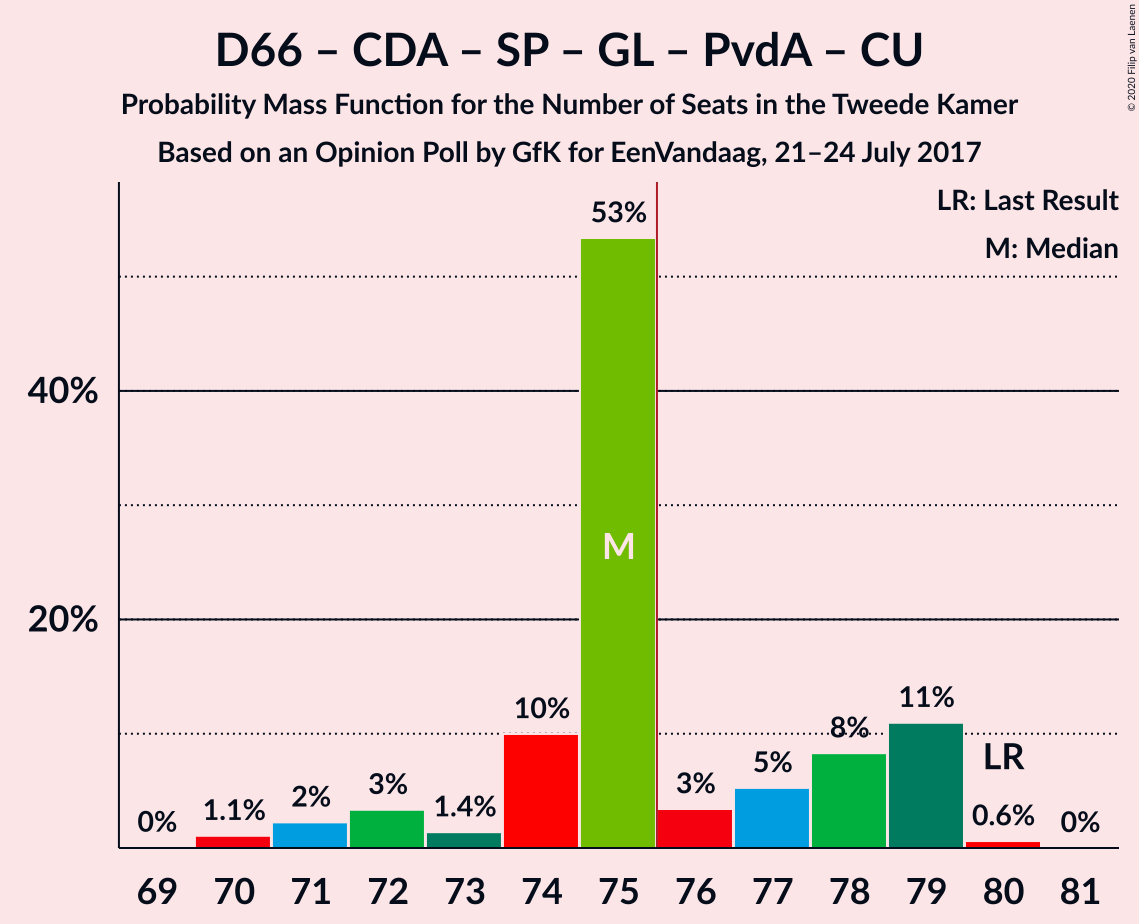 D66 – CDA – SP – GL – PvdA – CU
Probability Mass Function for the Number of Seats in the Tweede Kamer
Based on an Opinion Poll by GfK for EenVandaag, 21–24 July 2017
© 2020 Filip van Laenen
LR: Last Result
M: Median
40%
20%
0%
1.1%
2%
3%
1.4%
10%
53%
M
3%
5%
8%
11%
LR
0.6%
0%
69 70 71 72 73 74 75 76 77 78 79 80 81